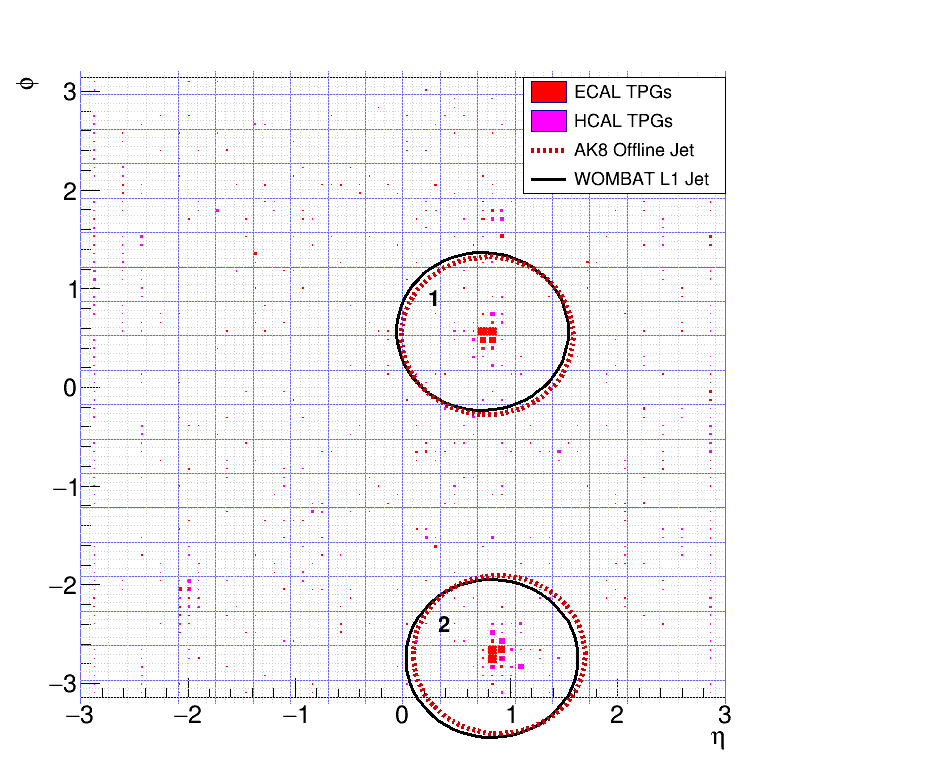 ϕ
3
2
1
0
−1
−2
−3
ECAL TPGs
HCAL TPGs
AK8 Offline Jet
WOMBAT L1 Jet
1
2
−3 −2 −1 0 1 2 3
η